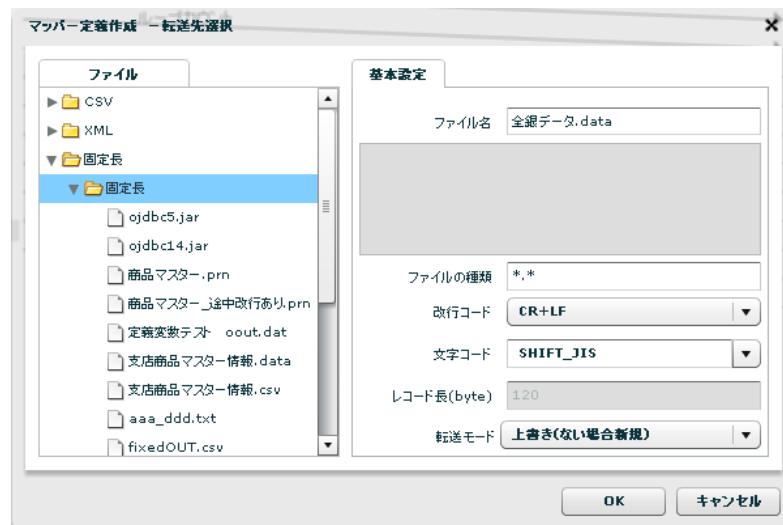 マッパー定義作成 －転送先選択
ファイル
CSV
XML
固定長
固定長
ojdbc5.jar
ojdbc14.jar
商品マスター.prn
商品マスター_途中改行あり.prn
定義変数テスト oout.dat
支店商品マスター情報.data
支店商品マスター情報.csv
aaa_ddd.txt
fixedOUT.csv
基本設定
ファイル名 全銀データ.data
ファイルの種類 *.*
改行コード CR+LF
文字コード SHIFT_JIS
レコード長(byte) 120
転送モード 上書き(ない場合新規)
OK キャンセル